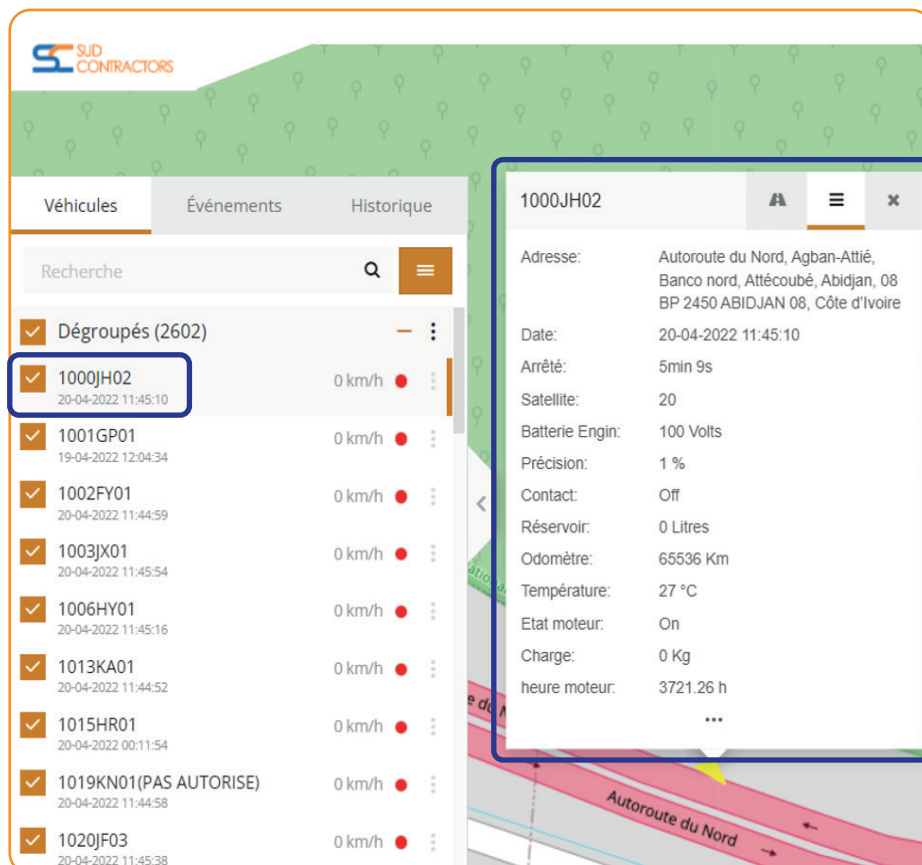 SUD
CONTRACTORS
Véhicules Événements Historique
Recherche
Dégroupés (2602)
1000JH02 0 km/h
20-04-2022 11:45:10
1001GP01 0 km/h
19-04-2022 12:04:34
1002FY01 0 km/h
20-04-2022 11:44:59
1003JX01 0 km/h
20-04-2022 11:45:54
1006HY01 0 km/h
20-04-2022 11:45:16
1013KA01 0 km/h
20-04-2022 11:44:52
1015HR01 0 km/h
20-04-2022 00:11:54
1019KN01(PAS AUTORISE) 0 km/h
20-04-2022 11:44:58
1020JF03 0 km/h
20-04-2022 11:45:38
1000JH02
Adresse: Autoroute du Nord, Agban-Attié,
Banco nord, Attécoubé, Abidjan, 08
BP 2450 ABIDJAN 08, Côte d'Ivoire
Date: 20-04-2022 11:45:10
Arrêté: 5min 9s
Satellite: 20
Batterie Engin: 100 Volts
Précision: 1 %
Contact: Off
Réservoir: 0 Litres
Odomètre: 65536 Km
Température: 27 °C
Etat moteur: On
Charge: 0 Kg
heure moteur: 3721.26 h
...
Autoroute du Nord